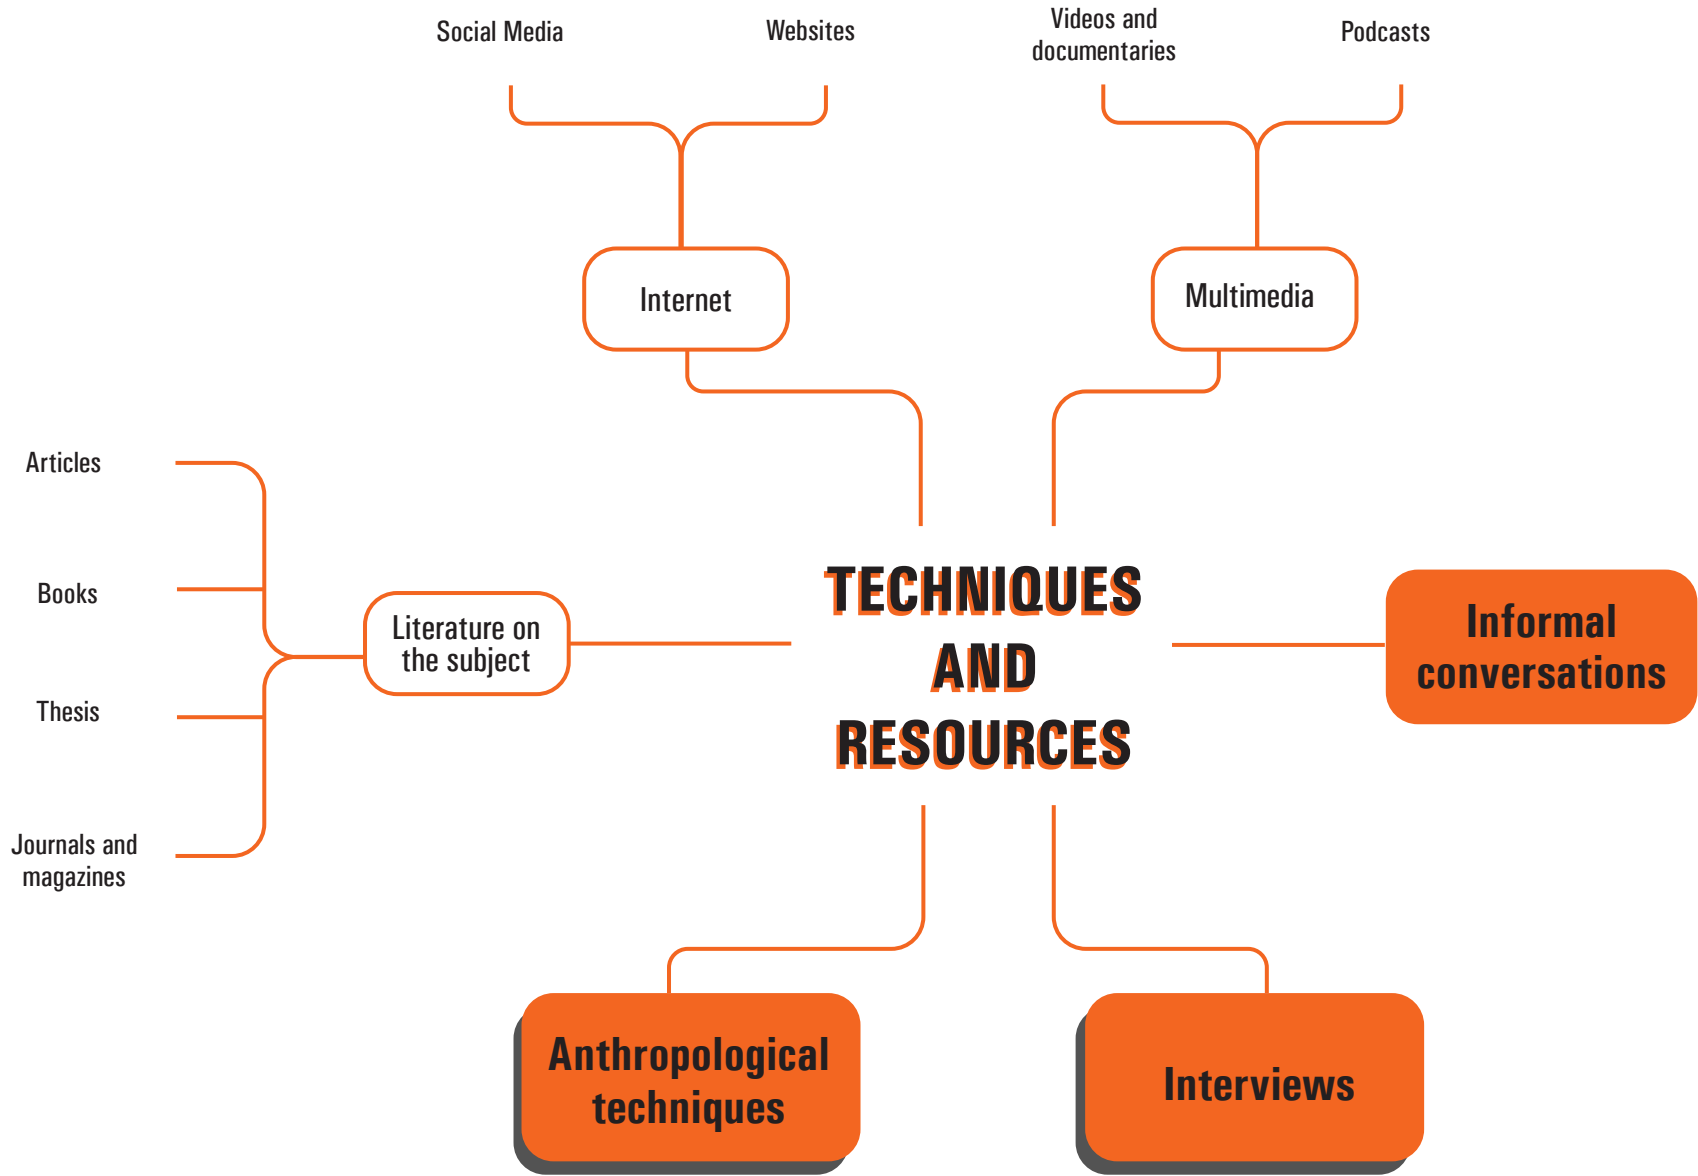 Social Media
Websites
Videos and
documentaries
Podcasts
Internet
Multimedia
Articles
Books
Thesis
Journals and
magazines
Literature on
the subject
TECHNIQUES
AND
RESOURCES
Informal
conversations
Anthropological
techniques
Interviews